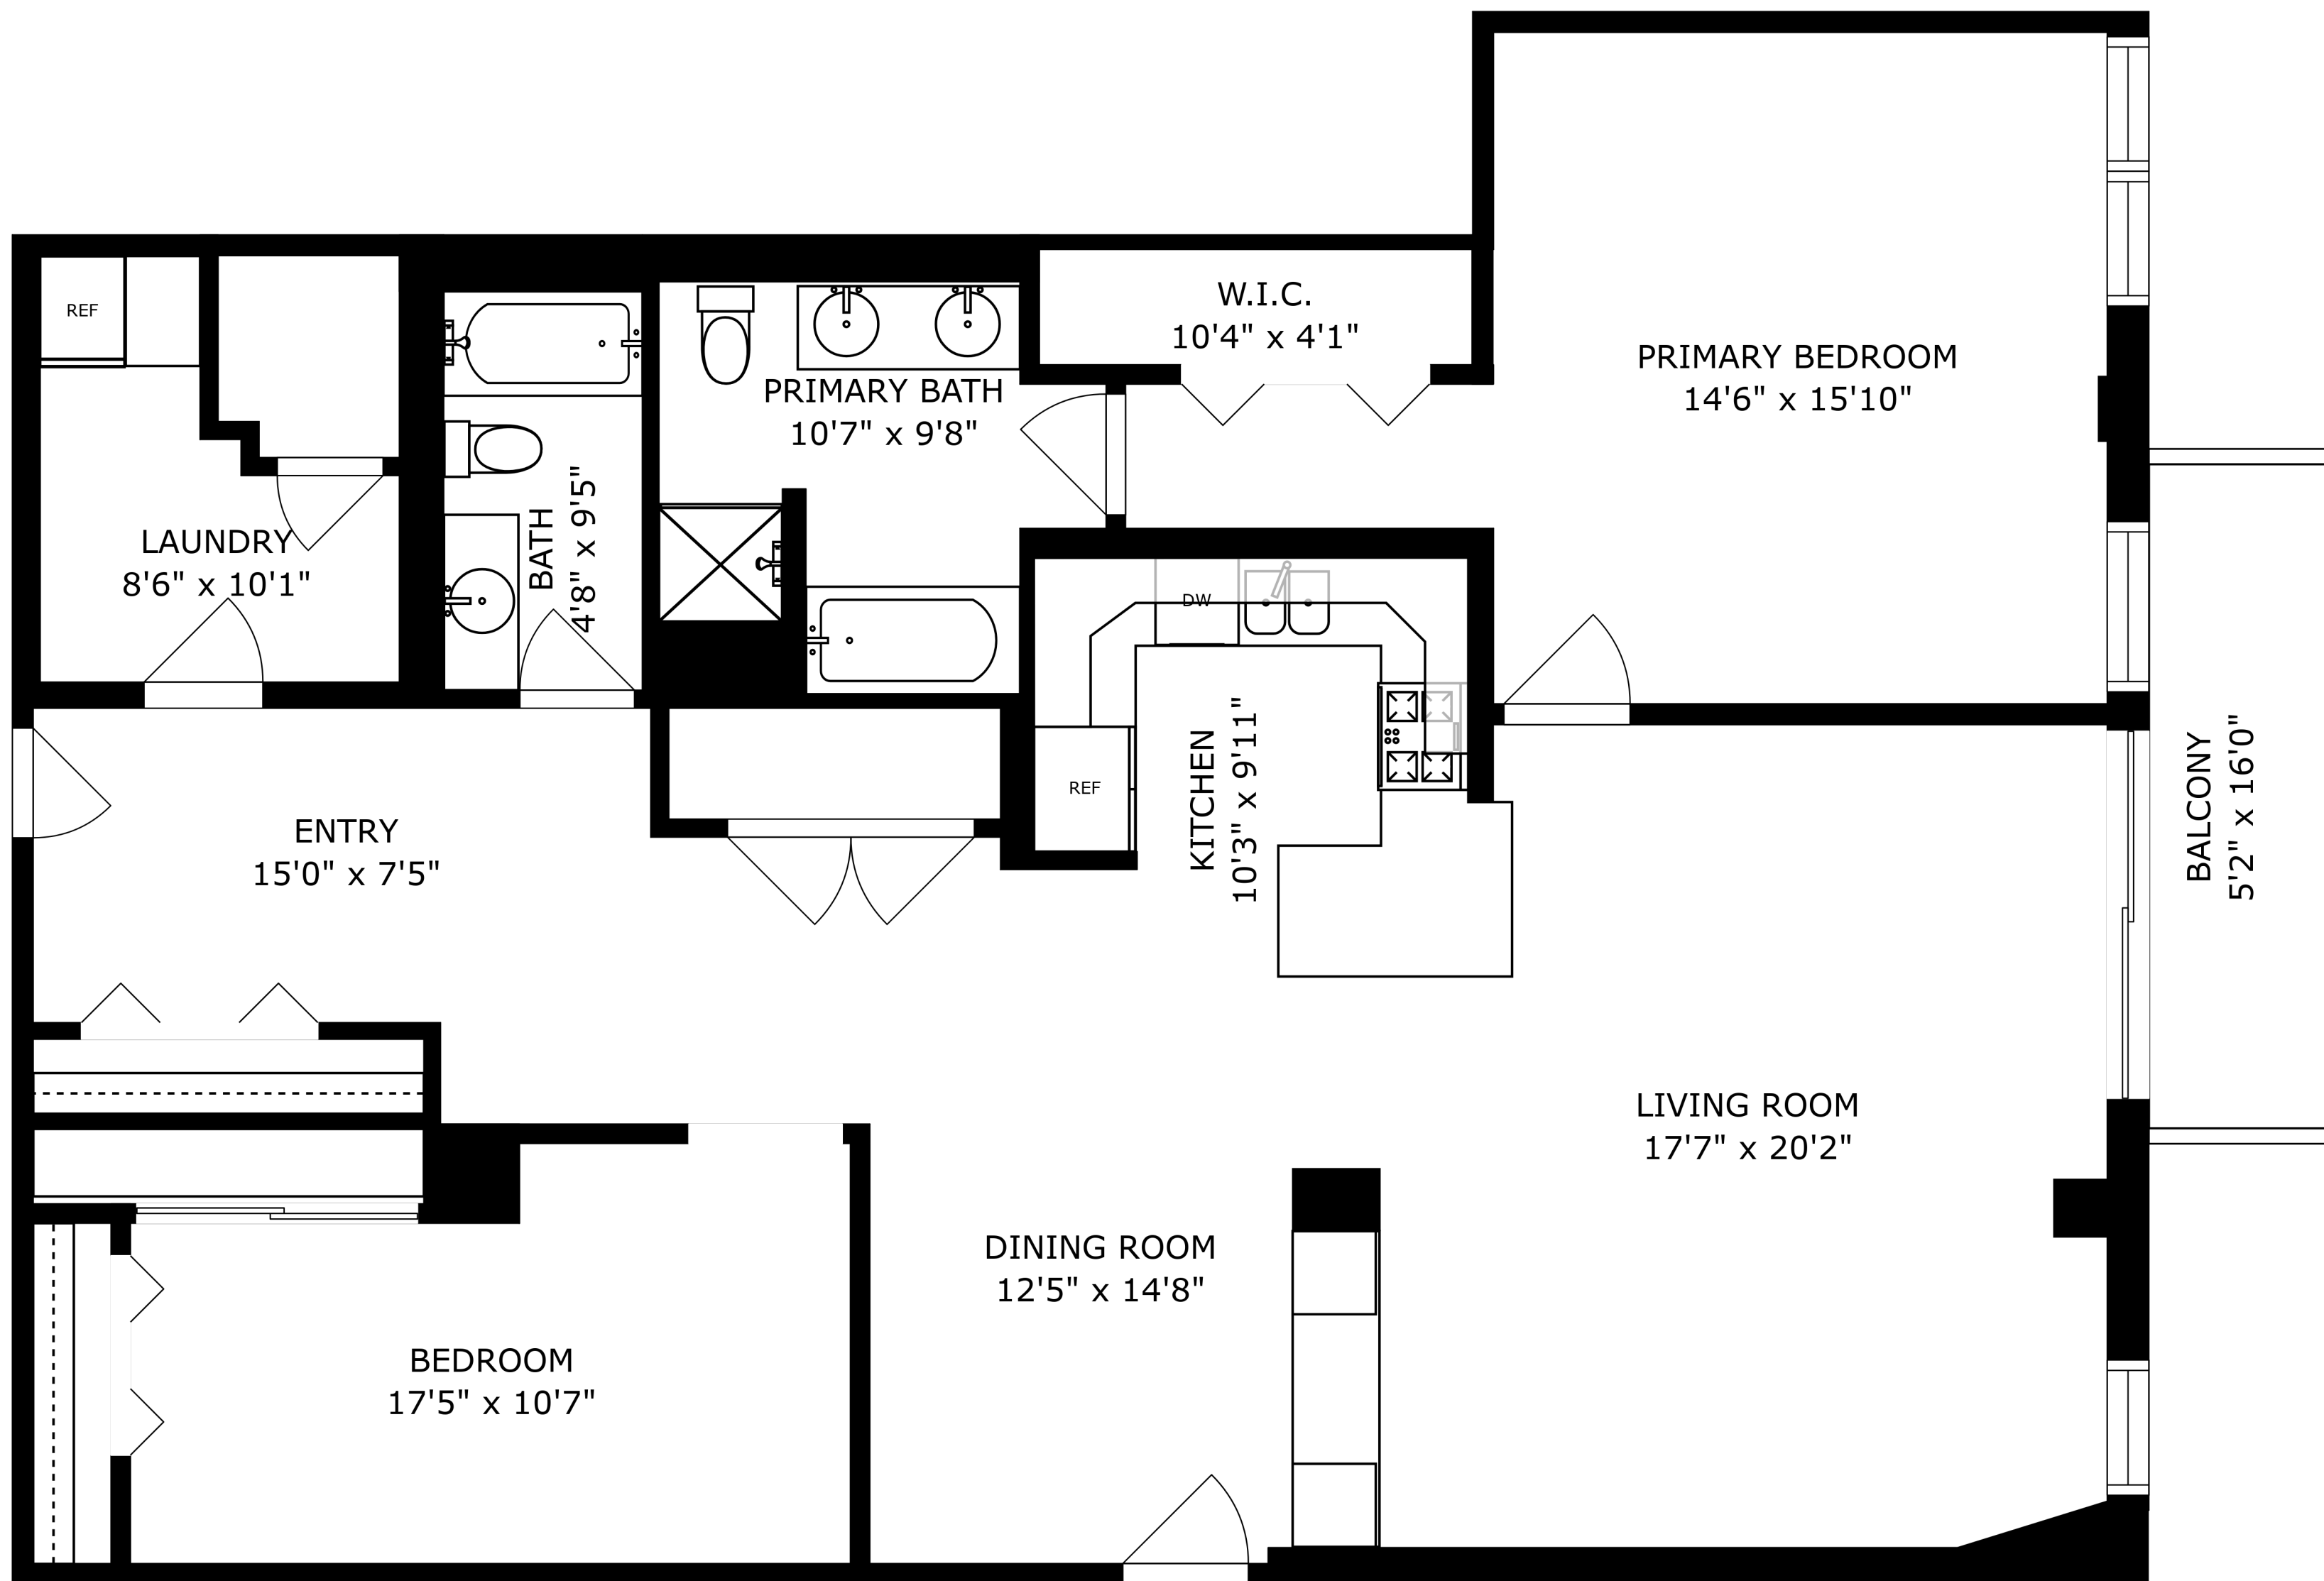 REF
W.I.C.
10'4" x 4'1"
PRIMARY BEDROOM
14'6" x 15'10"
PRIMARY BATH
10'7" x 9'8"
LAUNDRY
8'6" x 10'1"
BATH
4'8" x 9'5"
DW
REF
KITCHEN
10'3" x 9'11"
BALCONY
5'2" x 16'0"
ENTRY
15'0" x 7'5"
LIVING ROOM
17'7" x 20'2"
DINING ROOM
12'5" x 14'8"
BEDROOM
17'5" x 10'7"